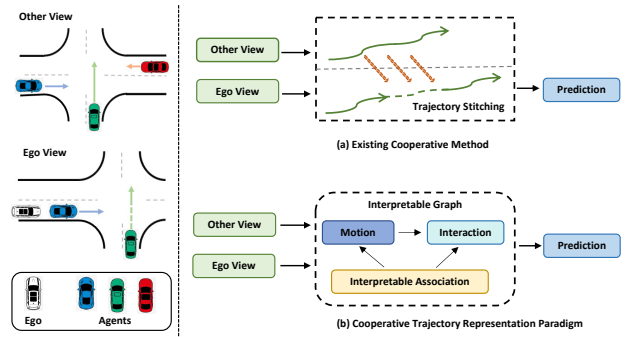 Other View
Ego View
Ego
Agents
Other View
Ego View
Trajectory Stitching
Prediction
(a) Existing Cooperative Method
Interpretable Graph
Other View
Ego View
Motion
Interaction
Interpretable Association
Prediction
(b) Cooperative Trajectory Representation Paradigm